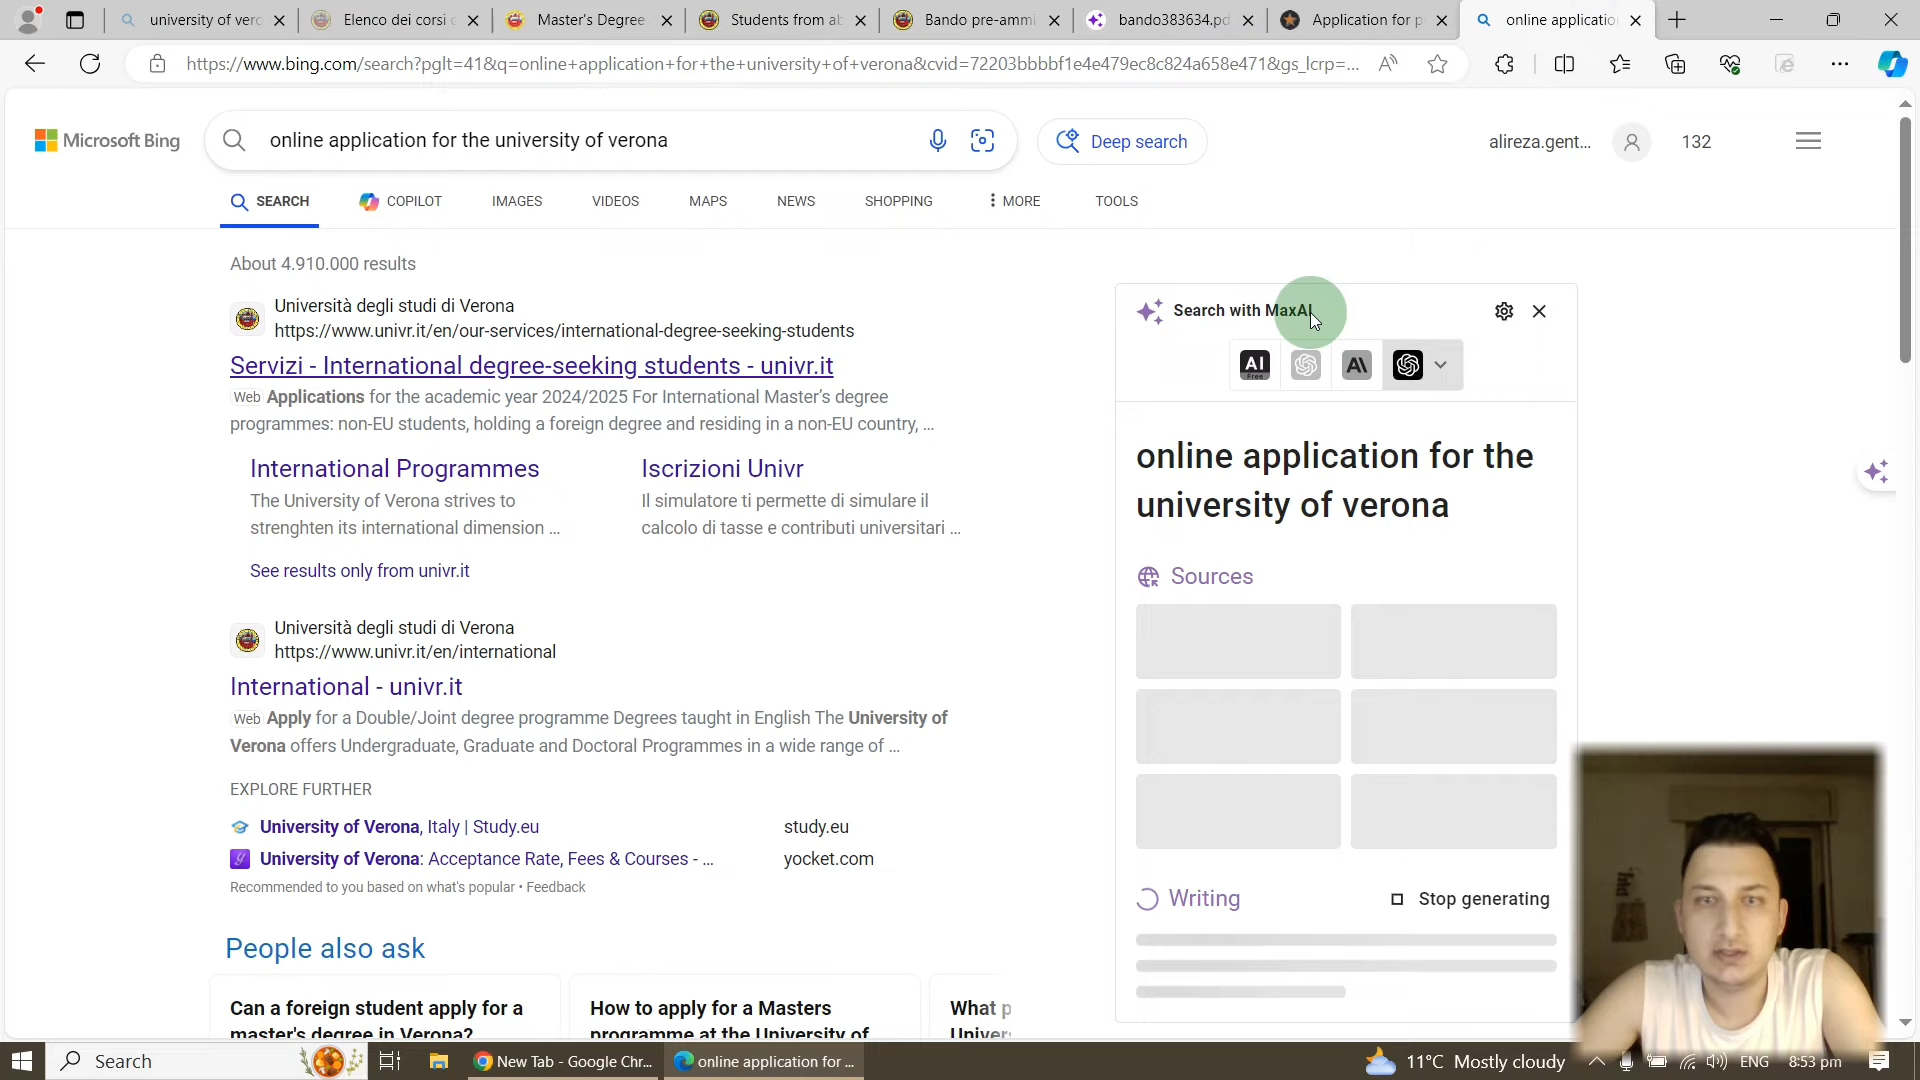 university of vero
Elenco dei corsi
Master's Degree
Students from ab
Bando pre-ammi
bando383634.pd
Application for p
online applicatio
https://www.bing.com/search?pglt=41&q=online+application+for+the+university+of+verona&cvid=72203bbbbf1e4e479ec8c824a658e471&gs_lcrp=...
Microsoft Bing
online application for the university of verona
Deep search
alireza.gent...
132
SEARCH
COPILOT
IMAGES
VIDEOS
MAPS
NEWS
SHOPPING
MORE
TOOLS
About 4.910.000 results
Università degli studi di Verona
https://www.univr.it/en/our-services/international-degree-seeking-students
Servizi - International degree-seeking students - univr.it
Web Applications for the academic year 2024/2025 For International Master's degree
programmes: non-EU students, holding a foreign degree and residing in a non-EU country, ...
International Programmes
The University of Verona strives to
strenghten its international dimension ...
Iscrizioni Univr
Il simulatore ti permette di simulare il
calcolo di tasse e contributi universitari ...
See results only from univr.it
Università degli studi di Verona
https://www.univr.it/en/international
International - univr.it
Web Apply for a Double/Joint degree programme Degrees taught in English The University of
Verona offers Undergraduate, Graduate and Doctoral Programmes in a wide range of ...
EXPLORE FURTHER
University of Verona, Italy | Study.eu
study.eu
University of Verona: Acceptance Rate, Fees & Courses - ...
yocket.com
Recommended to you based on what's popular • Feedback
People also ask
Can a foreign student apply for a
master's degree in Verona?
How to apply for a Masters
programme at the University of
What p
Univer
Search with MaxAI
AI
Free
online application for the
university of verona
Sources
Writing
Stop generating
Search
New Tab - Google Chr...
online application for ...
11°C Mostly cloudy
ENG
8:53 pm